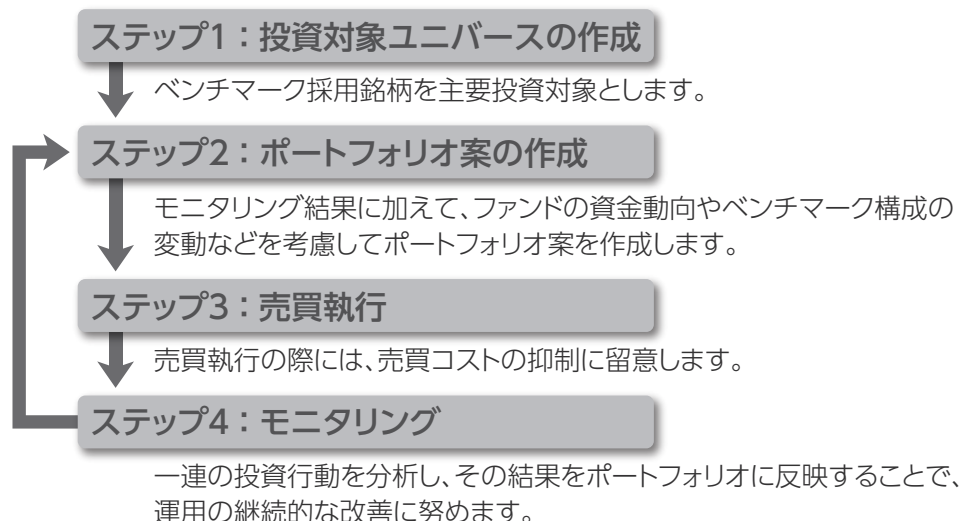 ステップ1：投資対象ユニバースの作成
ベンチマーク採用銘柄を主要投資対象とします。
ステップ2：ポートフォリオ案の作成
モニタリング結果に加えて、ファンドの資金動向やベンチマーク構成の
変動などを考慮してポートフォリオ案を作成します。
ステップ3：売買執行
売買執行の際には、売買コストの抑制に留意します。
ステップ4：モニタリング
一連の投資行動を分析し、その結果をポートフォリオに反映することで、
運用の継続的な改善に努めます。